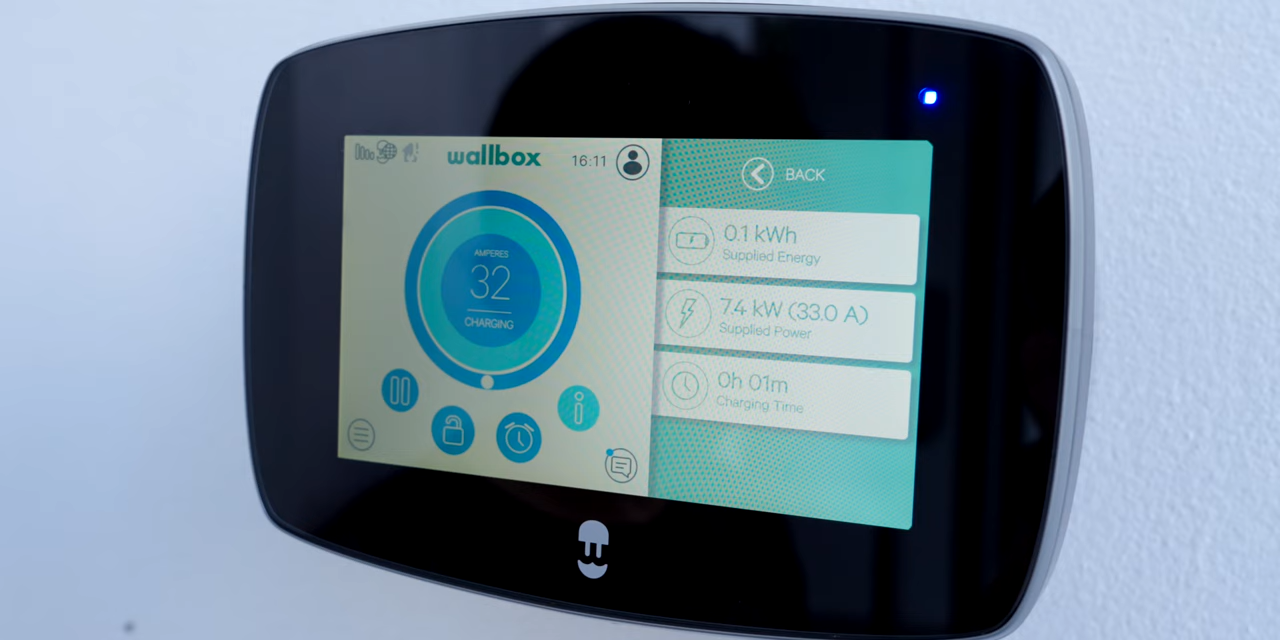 wallbox
16:11
AMPERES
32
CHARGING
BACK
0.1 kWh
Supplied Energy
7.4 kW (33.0 A)
Supplied Power
0h 01m
Charging Time